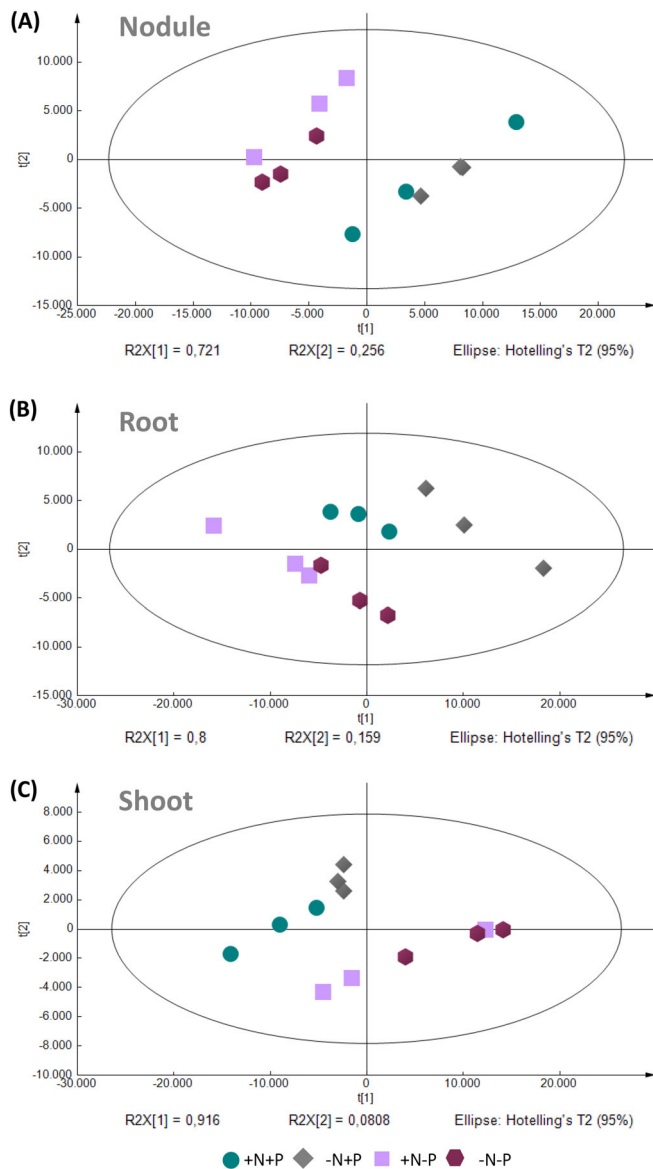 (A) Nodule
10.000
5.000
0
-5.000
-10.000
-15.000
t[2]
-25.000 -20.000 -15.000 -10.000 -5.000 0 5.000 10.000 15.000 20.000
t[1]
R2X[1] = 0,721 R2X[2] = 0,256 Ellipse: Hotelling's T2 (95%)
(B) Root
10.000
5.000
0
-5.000
-10.000
-15.000
t[2]
-30.000 -20.000 -10.000 0 10.000 20.000
t[1]
R2X[1] = 0,8 R2X[2] = 0,159 Ellipse: Hotelling's T2 (95%)
(C) Shoot
8.000
6.000
4.000
2.000
0
-2.000
-4.000
-6.000
-8.000
-10.000
t[2]
-30.000 -20.000 -10.000 0 10.000 20.000
t[1]
R2X[1] = 0,916 R2X[2] = 0,0808 Ellipse: Hotelling's T2 (95%)
+N+P -N+P +N-P -N-P